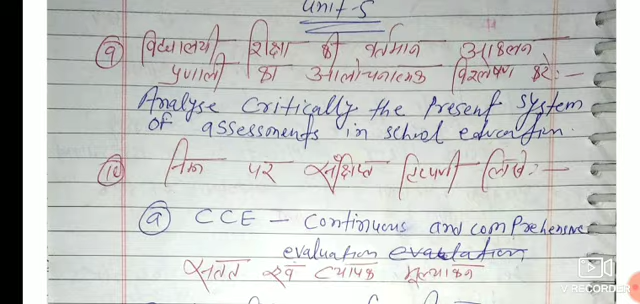 Unit-5
⑨ विद्यालयी शिक्षा की वर्तमान आकलन
प्रणाली का आलोचनात्मक विश्लेषण करे:-
Analyse critically the Present system
of assessments in school education.
⑩ निम्न पर संक्षिप्त टिप्पणी लिखे:-
ⓐ CCE - Continuous and comprehensive
evaluation evaluation
सतत एवं व्यापक मूल्यांकन
V RECORDER